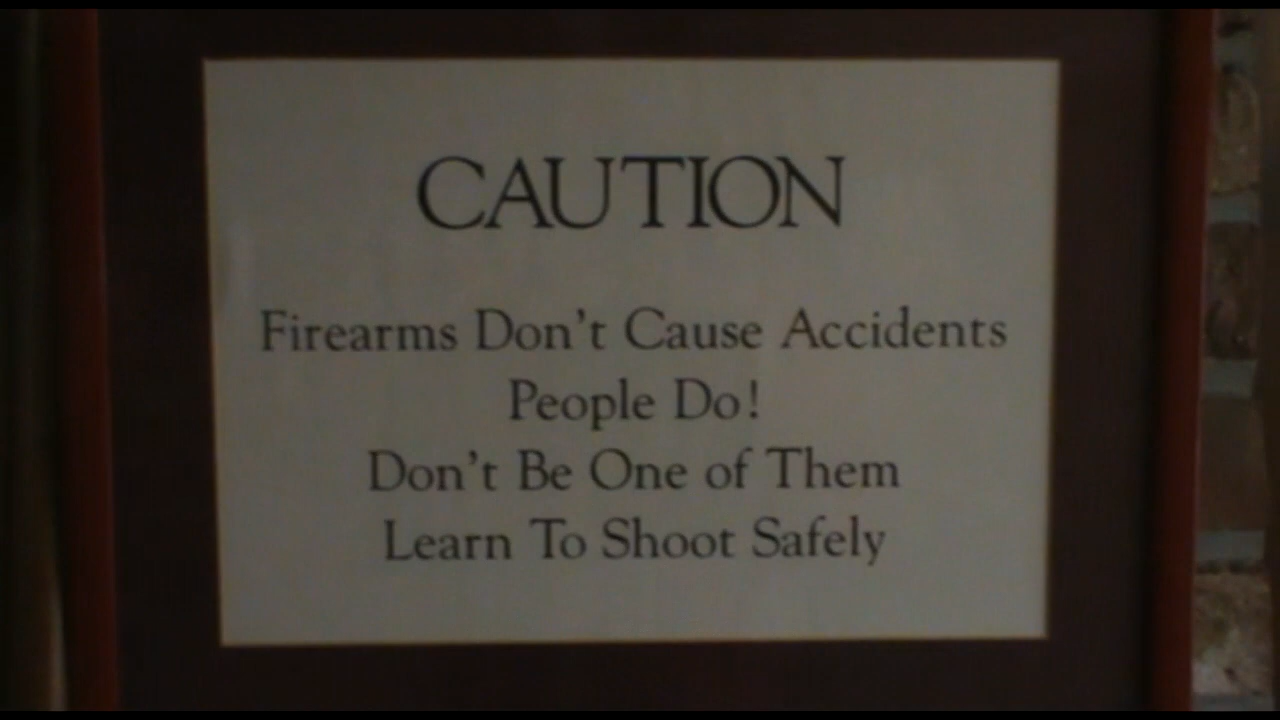 CAUTION
Firearms Don't Cause Accidents
People Do!
Don't Be One of Them
Learn To Shoot Safely